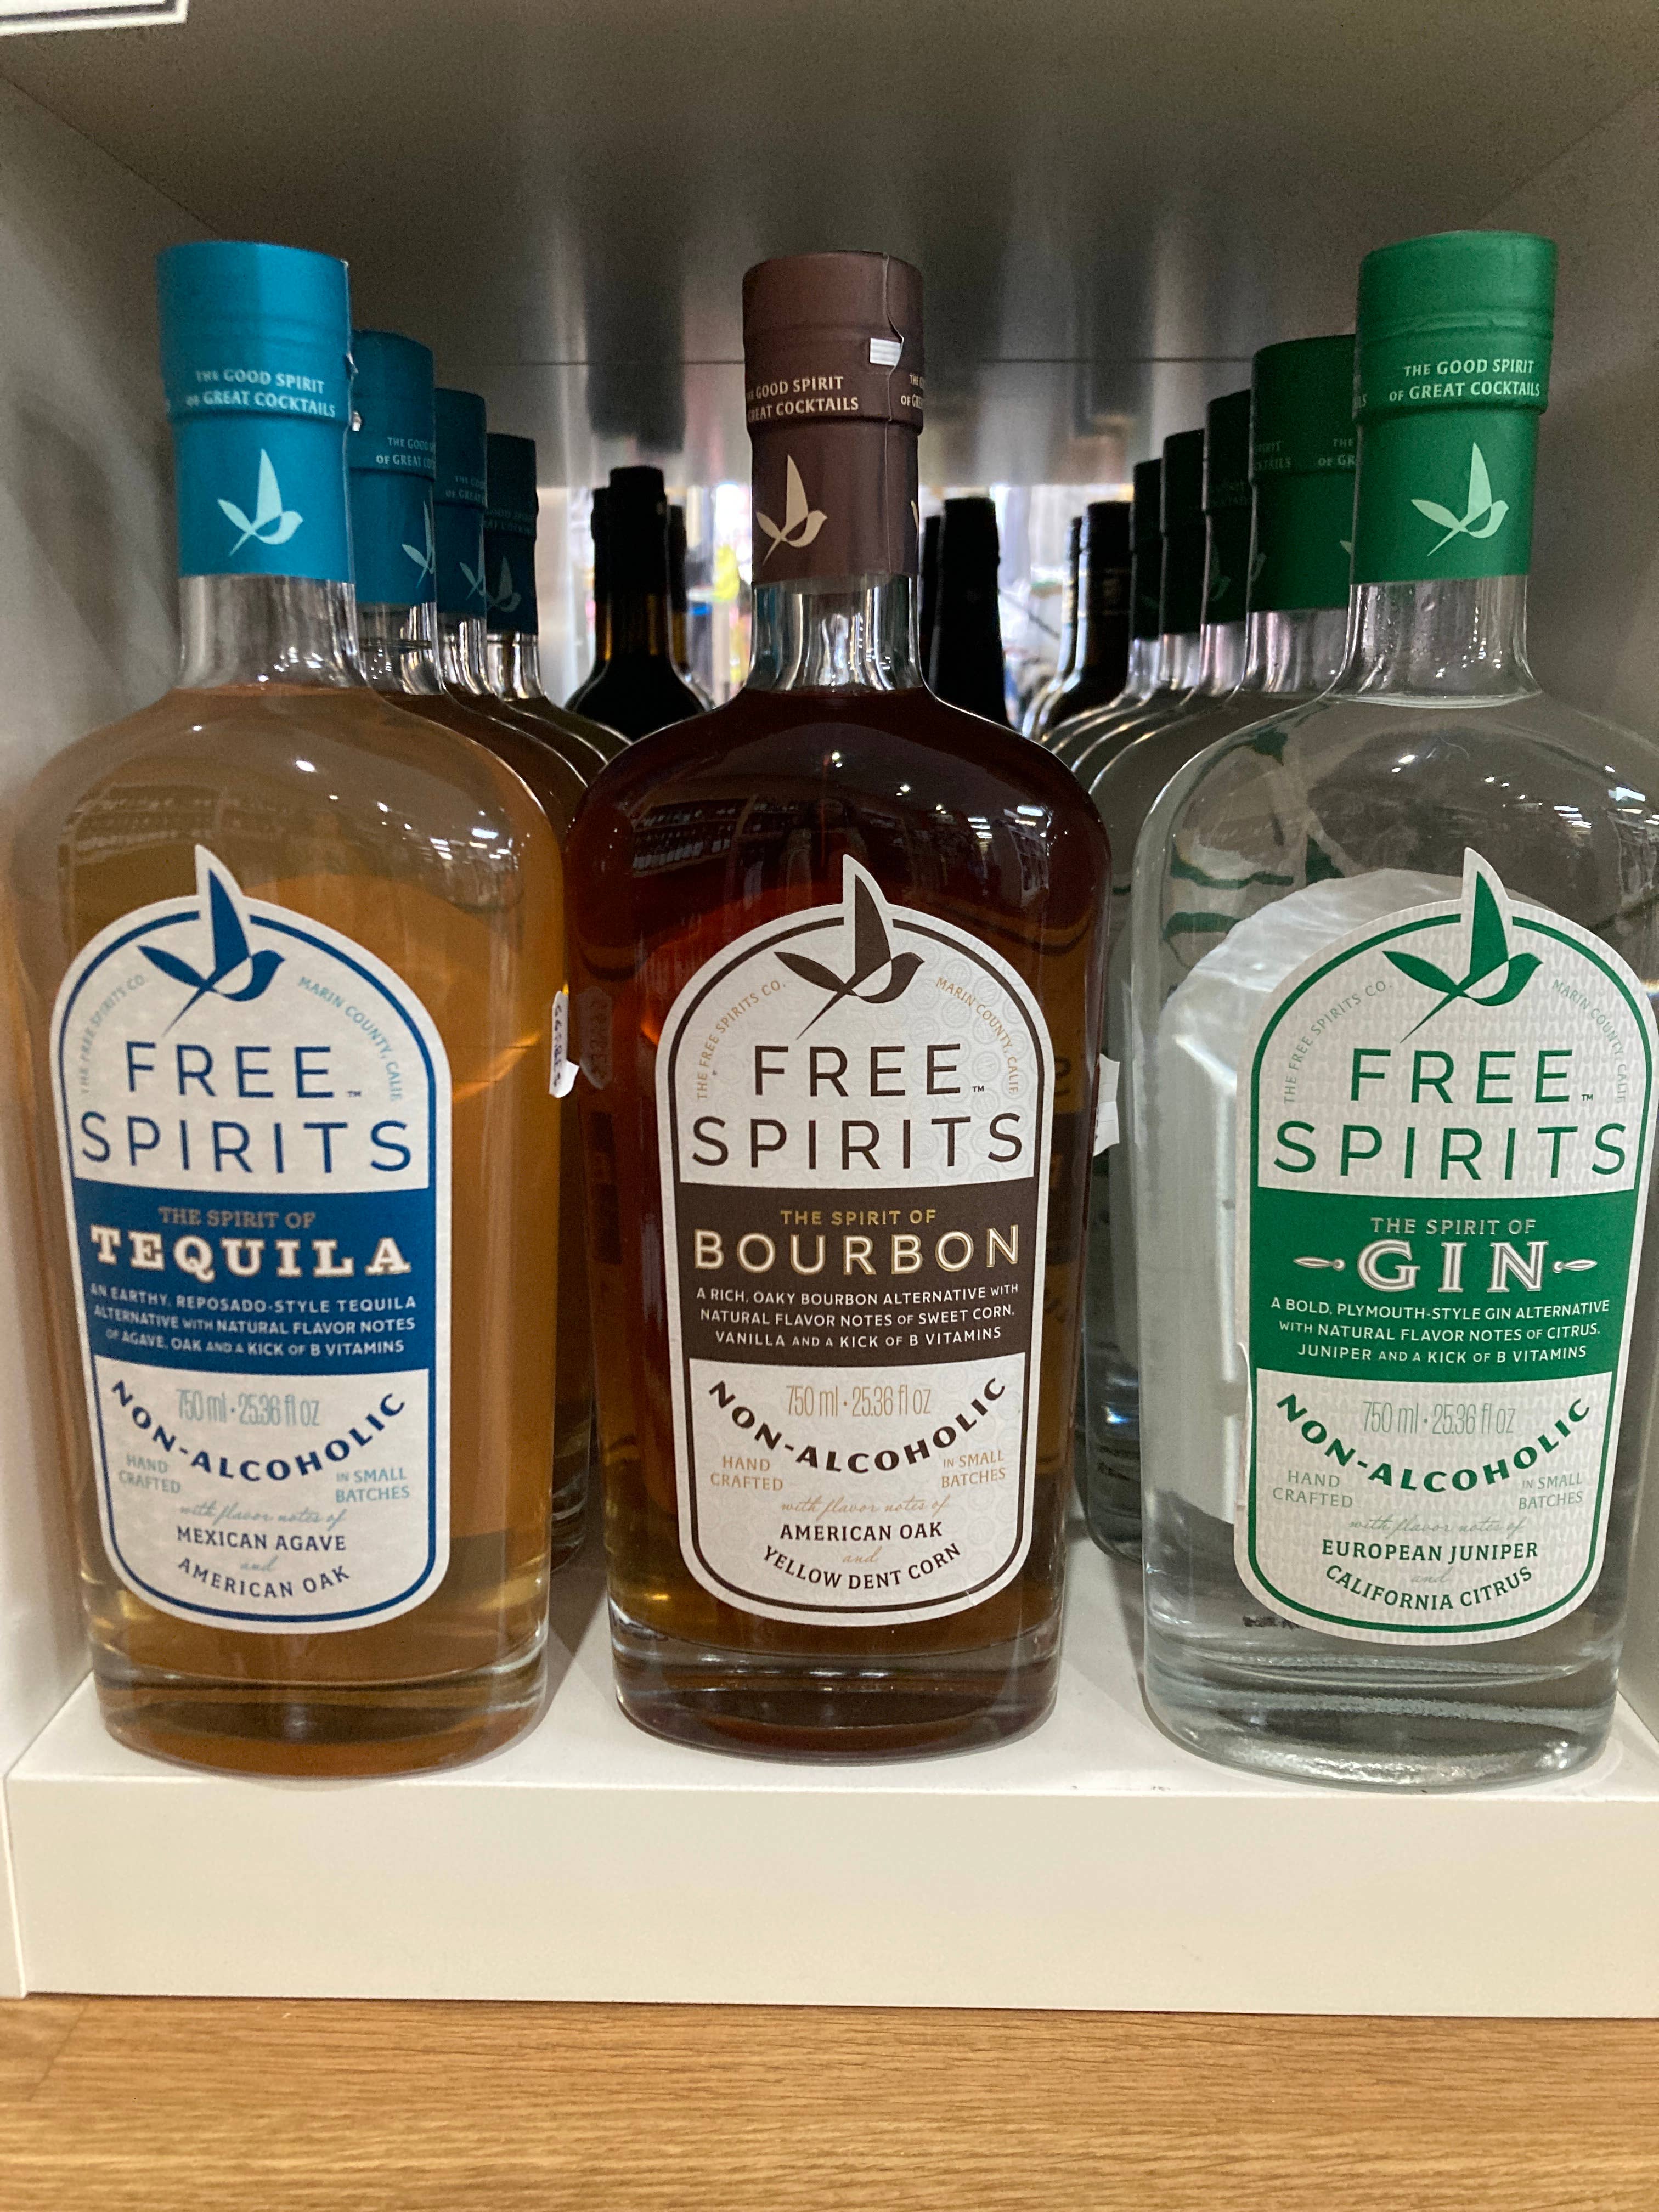 THE GOOD SPIRIT
OF GREAT COCKTAILS
THE FREE SPIRITS CO.
MARIN COUNTY, CALIF
FREE™
SPIRITS
THE SPIRIT OF
TEQUILA
AN EARTHY, REPOSADO-STYLE TEQUILA
ALTERNATIVE WITH NATURAL FLAVOR NOTES
OF AGAVE, OAK AND A KICK OF B VITAMINS
750 ml • 25.36 fl oz
NON-ALCOHOLIC
HAND
CRAFTED
IN SMALL
BATCHES
with flavor notes of
MEXICAN AGAVE
and
AMERICAN OAK
THE GOOD
OF GREAT
GOOD SPIRIT
GREAT COCKTAILS
THE FREE SPIRITS CO.
MARIN COUNTY, CALIF
FREE™
SPIRITS
THE SPIRIT OF
BOURBON
A RICH, OAKY BOURBON ALTERNATIVE WITH
NATURAL FLAVOR NOTES OF SWEET CORN,
VANILLA AND A KICK OF B VITAMINS
750 ml • 25.36 fl oz
NON-ALCOHOLIC
HAND
CRAFTED
IN SMALL
BATCHES
with flavor notes of
AMERICAN OAK
and
YELLOW DENT CORN
THE GOOD SPIRIT
OF GREAT COCKTAILS
THE FREE SPIRITS CO.
MARIN COUNTY, CALIF
FREE™
SPIRITS
THE SPIRIT OF
GIN
A BOLD, PLYMOUTH-STYLE GIN ALTERNATIVE
WITH NATURAL FLAVOR NOTES OF CITRUS,
JUNIPER AND A KICK OF B VITAMINS
750 ml • 25.36 fl oz
NON-ALCOHOLIC
HAND
CRAFTED
IN SMALL
BATCHES
with flavor notes of
EUROPEAN JUNIPER
and
CALIFORNIA CITRUS